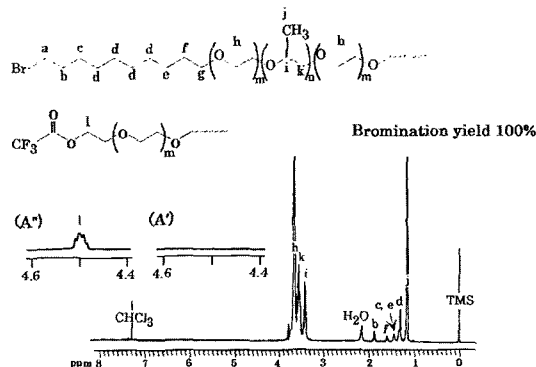 j
CH3
a c d d f h h
Br b d d e g ( O ) m ( O i k ) n ( O ) m O
O
CF3 O l ( O ) m O
Bromination yield 100%
(A") l (A')
4.6 4.4 4.6 4.4
h k i
CHCl3 H2O b f c, e d j TMS
ppm 8 7 6 5 4 3 2 1 0